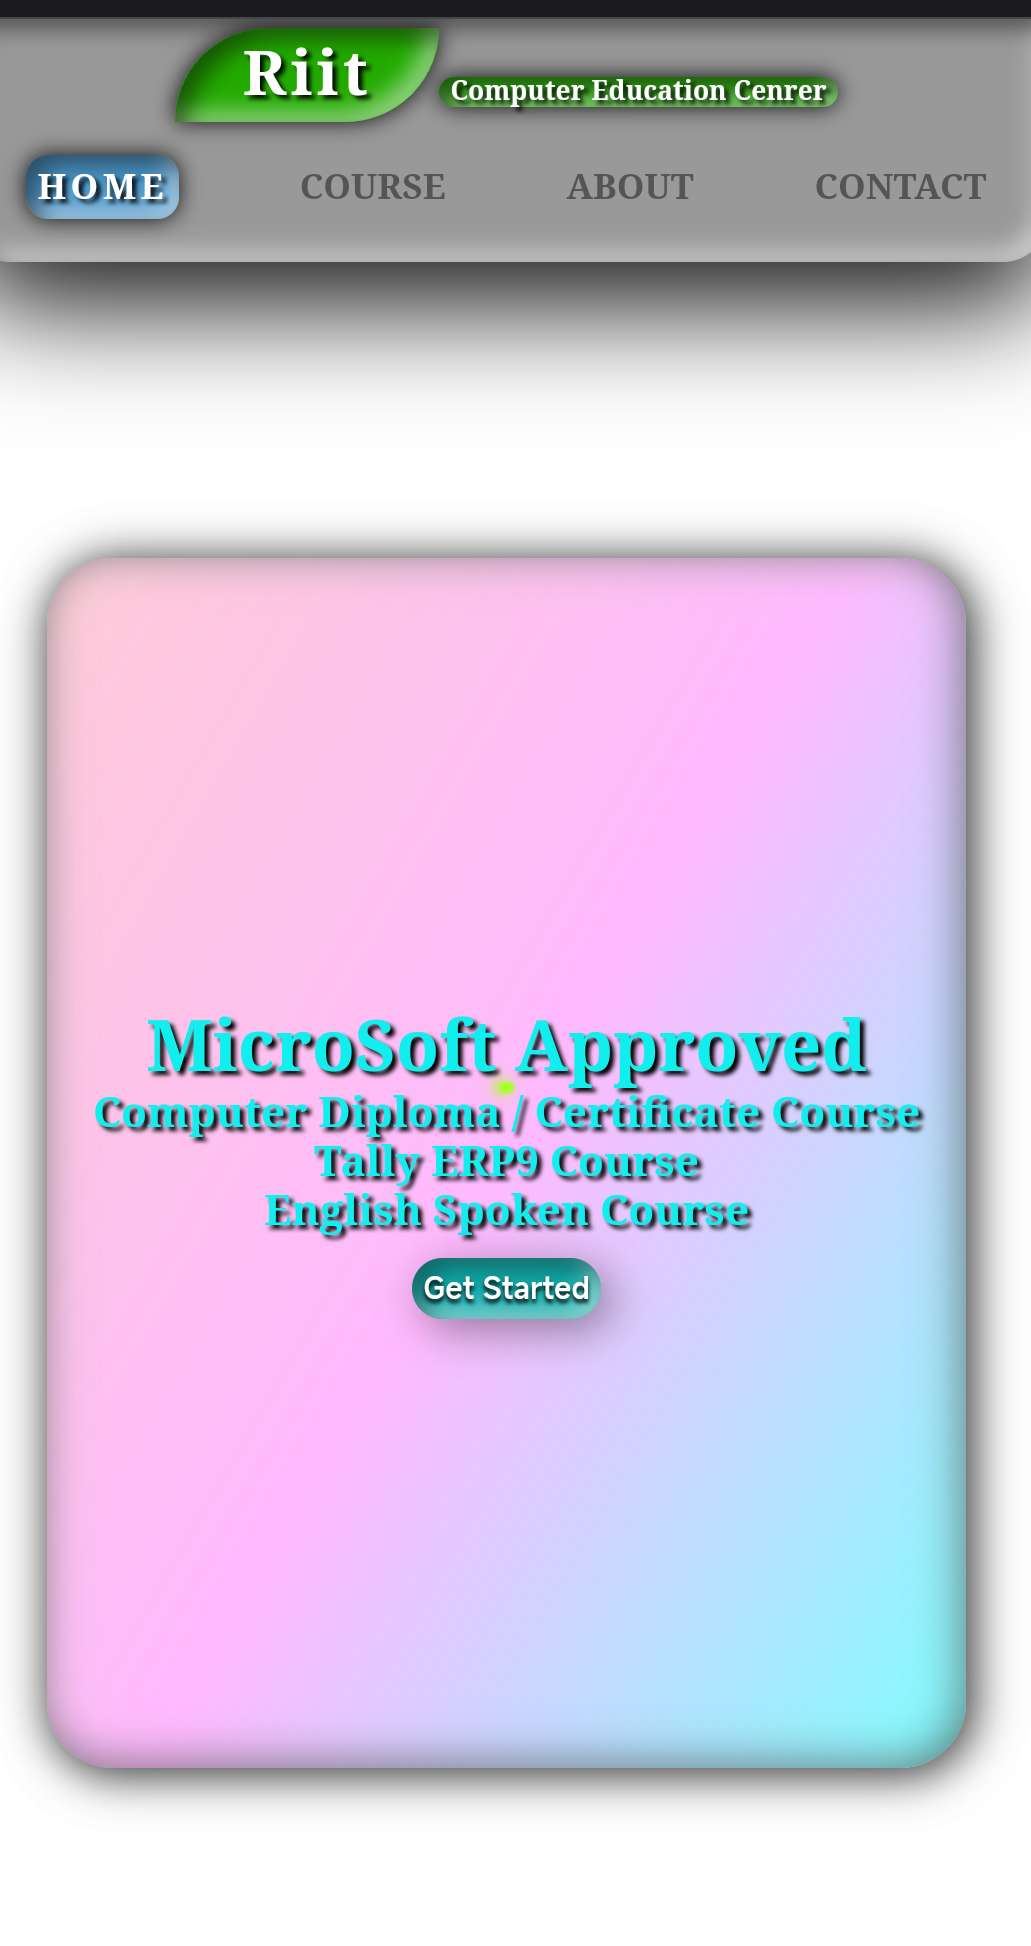 Riit
Computer Education Cenrer
HOME COURSE ABOUT CONTACT
MicroSoft Approved
Computer Diploma / Certificate Course
Tally ERP9 Course
English Spoken Course
Get Started